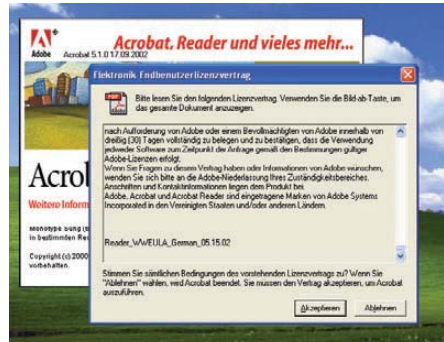 Adobe
Acrobat 5.1.0 17.09.2002
Acrobat, Reader und vieles mehr...
Elektronik Endbenutzerlizenzvertrag
Bitte lesen Sie den folgenden Lizenzvertrag. Verwenden Sie die Bild-ab-Taste, um
das gesamte Dokument anzuzeigen.
nach Aufforderung von Adobe oder einem Bevollmächtigten von Adobe innerhalb von
dreißig (30) Tagen vollständig zu belegen und zu bestätigen, dass die Verwendung
jedweder Software zum Zeitpunkt der Anfrage gemäß den Bestimmungen gültiger
Adobe-Lizenzen erfolgt.
Wenn Sie Fragen zu diesem Vertrag haben oder Informationen von Adobe wünschen,
wenden Sie sich bitte an die Adobe-Niederlassung Ihres Zuständigkeitsbereiches.
Anschriften und Kontaktinformationen liegen dem Produkt bei.
Adobe, Acrobat und Acrobat Reader sind eingetragene Marken von Adobe Systems
Incorporated in den Vereinigten Staaten und/oder anderen Ländern.
Reader_WWEULA_German_05.15.02
Acrol
Weitere Inform
Monotype Sung (s
in bestimmten Re
Copyright (c) 2000
vorbehalten.
Stimmen Sie sämtlichen Bedingungen des vorstehenden Lizenzvertrags zu? Wenn Sie
"Ablehnen" wählen, wird Acrobat beendet. Sie müssen den Vertrag akzeptieren, um Acrobat
auszuführen.
Akzeptieren
Ablehnen